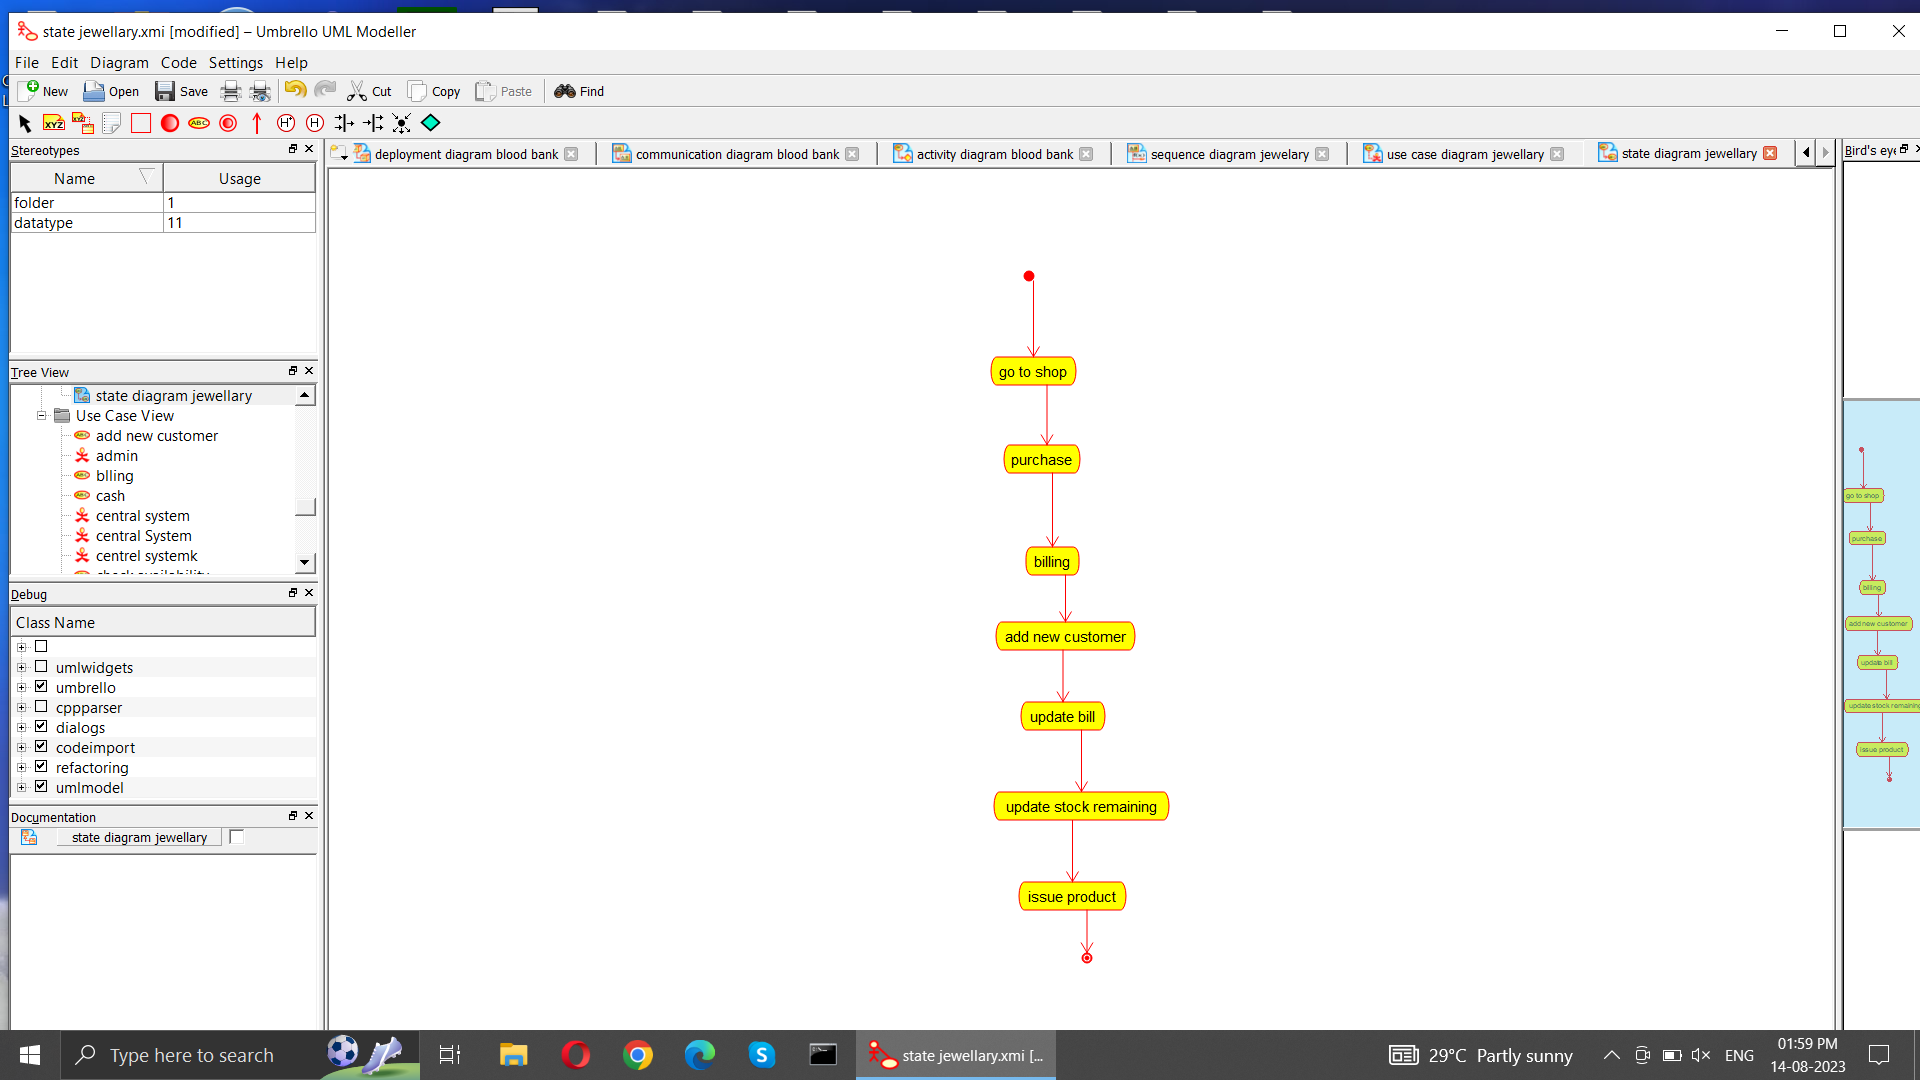 state jewellary.xmi [modified] – Umbrello UML Modeller
File Edit Diagram Code Settings Help
New Open Save Cut Copy Paste Find
XYZ XYZ ABC H* H
Stereotypes
Name Usage
folder 1
datatype 11
deployment diagram blood bank communication diagram blood bank activity diagram blood bank sequence diagram jewelary use case diagram jewellary state diagram jewellary
Bird's eye
Tree View
state diagram jewellary
Use Case View
add new customer
admin
blling
cash
central system
central System
centrel systemk
Debug
Class Name
umlwidgets
umbrello
cppparser
dialogs
codeimport
refactoring
umlmodel
Documentation
state diagram jewellary
go to shop
purchase
billing
add new customer
update bill
update stock remaining
issue product
go to shop
purchase
billing
add new customer
update bill
update stock remaining
issue product
Type here to search
state jewellary.xmi [...
29°C Partly sunny
ENG
01:59 PM
14-08-2023